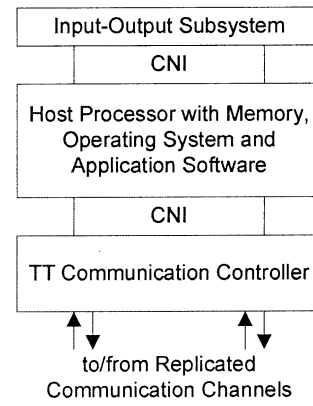 Input-Output Subsystem
CNI
Host Processor with Memory,
Operating System and
Application Software
CNI
TT Communication Controller
to/from Replicated
Communication Channels